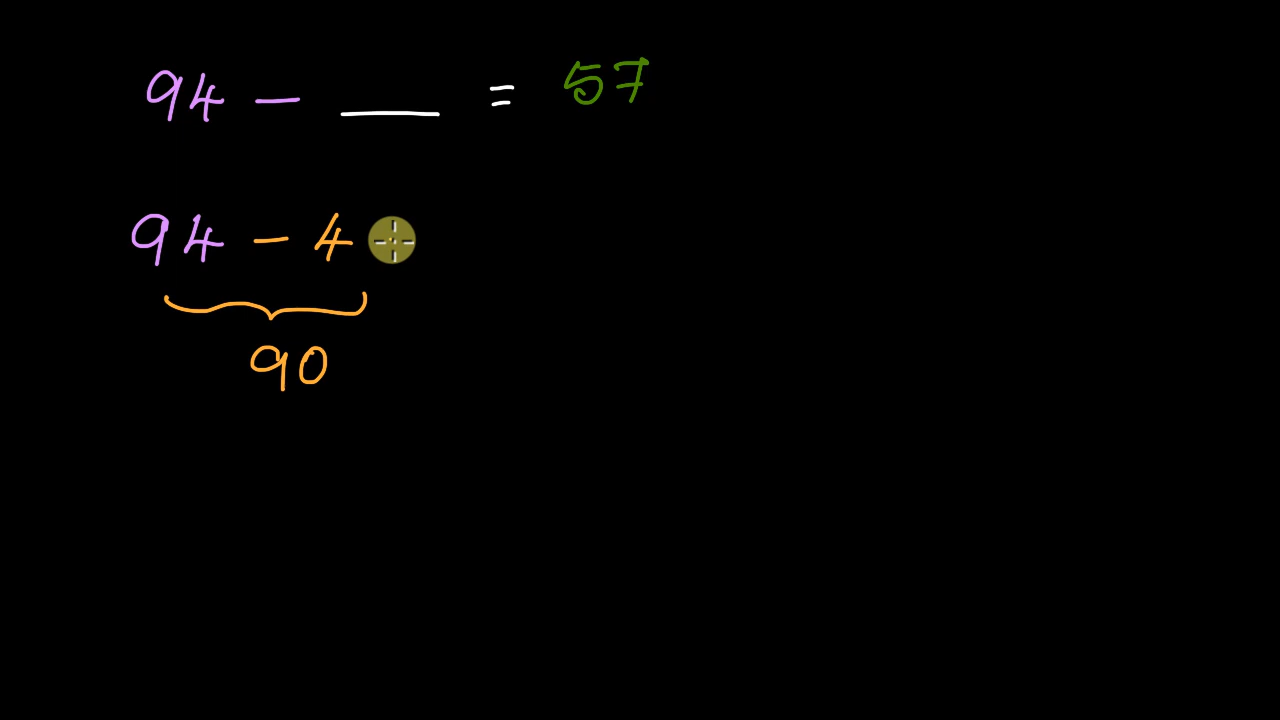 94 - ___ = 57
94 - 4
90